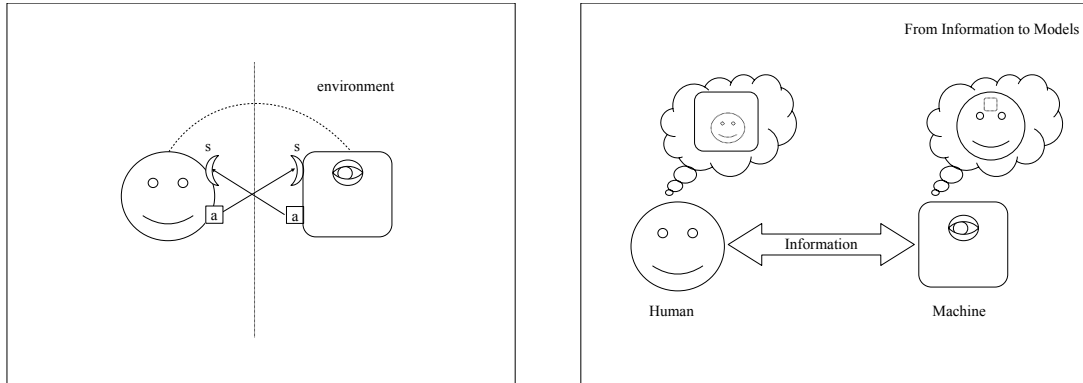 environment
s
s
a
a
From Information to Models
Information
Human
Machine